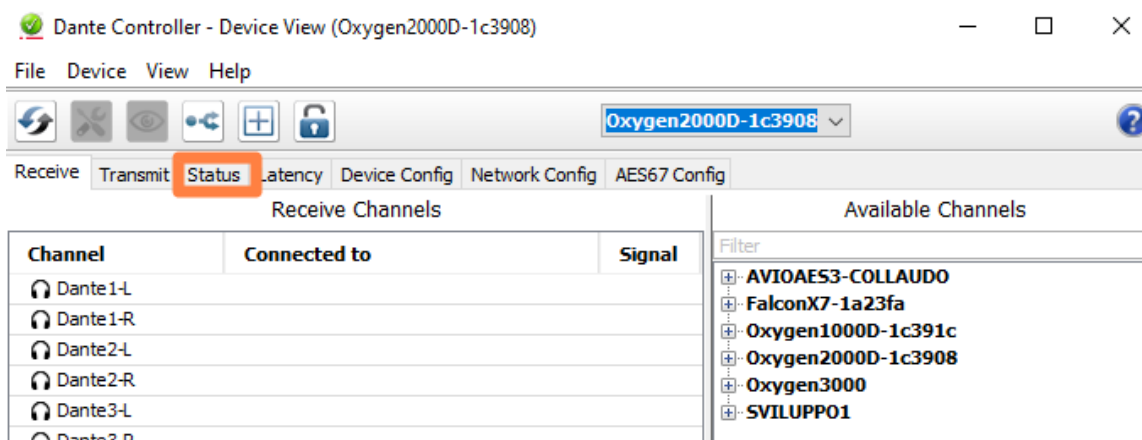 Dante Controller - Device View (Oxygen2000D-1c3908)
File Device View Help
Oxygen2000D-1c3908
?
Receive Transmit Status Latency Device Config Network Config AES67 Config
Receive Channels
Available Channels
Channel Connected to Signal
Filter
Dante1-L
Dante1-R
Dante2-L
Dante2-R
Dante3-L
Dante3-R
AVIOAES3-COLLAUDO
FalconX7-1a23fa
Oxygen1000D-1c391c
Oxygen2000D-1c3908
Oxygen3000
SVILUPPO1